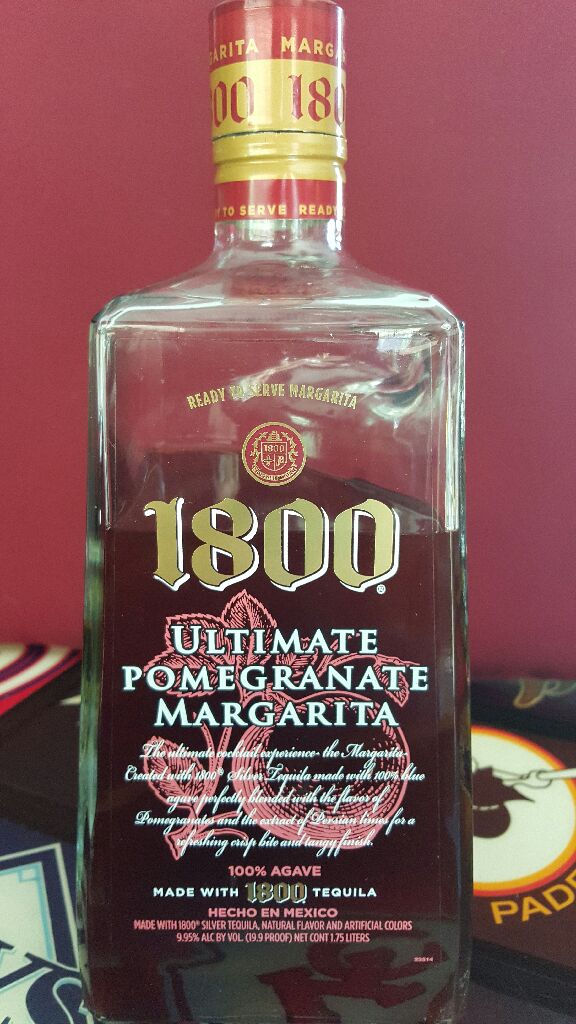 ARITA MARG
00 180
Y TO SERVE READY
READY TO SERVE MARGARITA
1800
1800®
ULTIMATE
POMEGRANATE
MARGARITA
The ultimate cocktail experience- the Margarita-
Created with 1800® Silver Tequila made with 100% blue
agave perfectly blended with the flavor of
Pomegranates and the extract of Persian limes for a
refreshing crisp bite and tangy finish.
100% AGAVE
MADE WITH 1800 TEQUILA
HECHO EN MEXICO
MADE WITH 1800® SILVER TEQUILA, NATURAL FLAVOR AND ARTIFICIAL COLORS
9.95% ALC BY VOL. (19.9 PROOF) NET CONT 1.75 LITERS
PAD